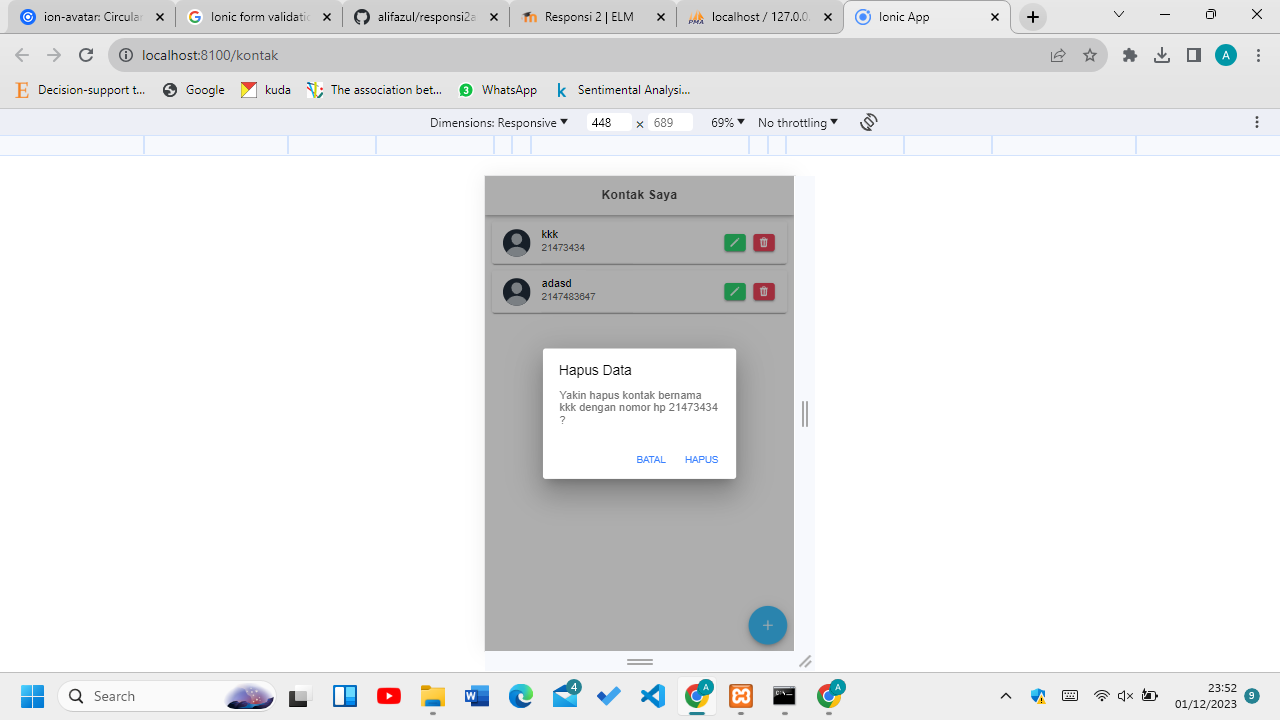 ion-avatar: Circular
Ionic form validatio
alifazul/responsi2a
Responsi 2 | ELM
localhost / 127.0.0.
Ionic App
localhost:8100/kontak
A
Decision-support t...
Google
kuda
The association bet...
3
WhatsApp
Sentimental Analysi...
Dimensions: Responsive
448
×
689
69%
No throttling
Kontak Saya
kkk
21473434
adasd
2147483647
Hapus Data
Yakin hapus kontak bernama
kkk dengan nomor hp 21473434
?
BATAL
HAPUS
Search
4
A
A
23:52
01/12/2023
9